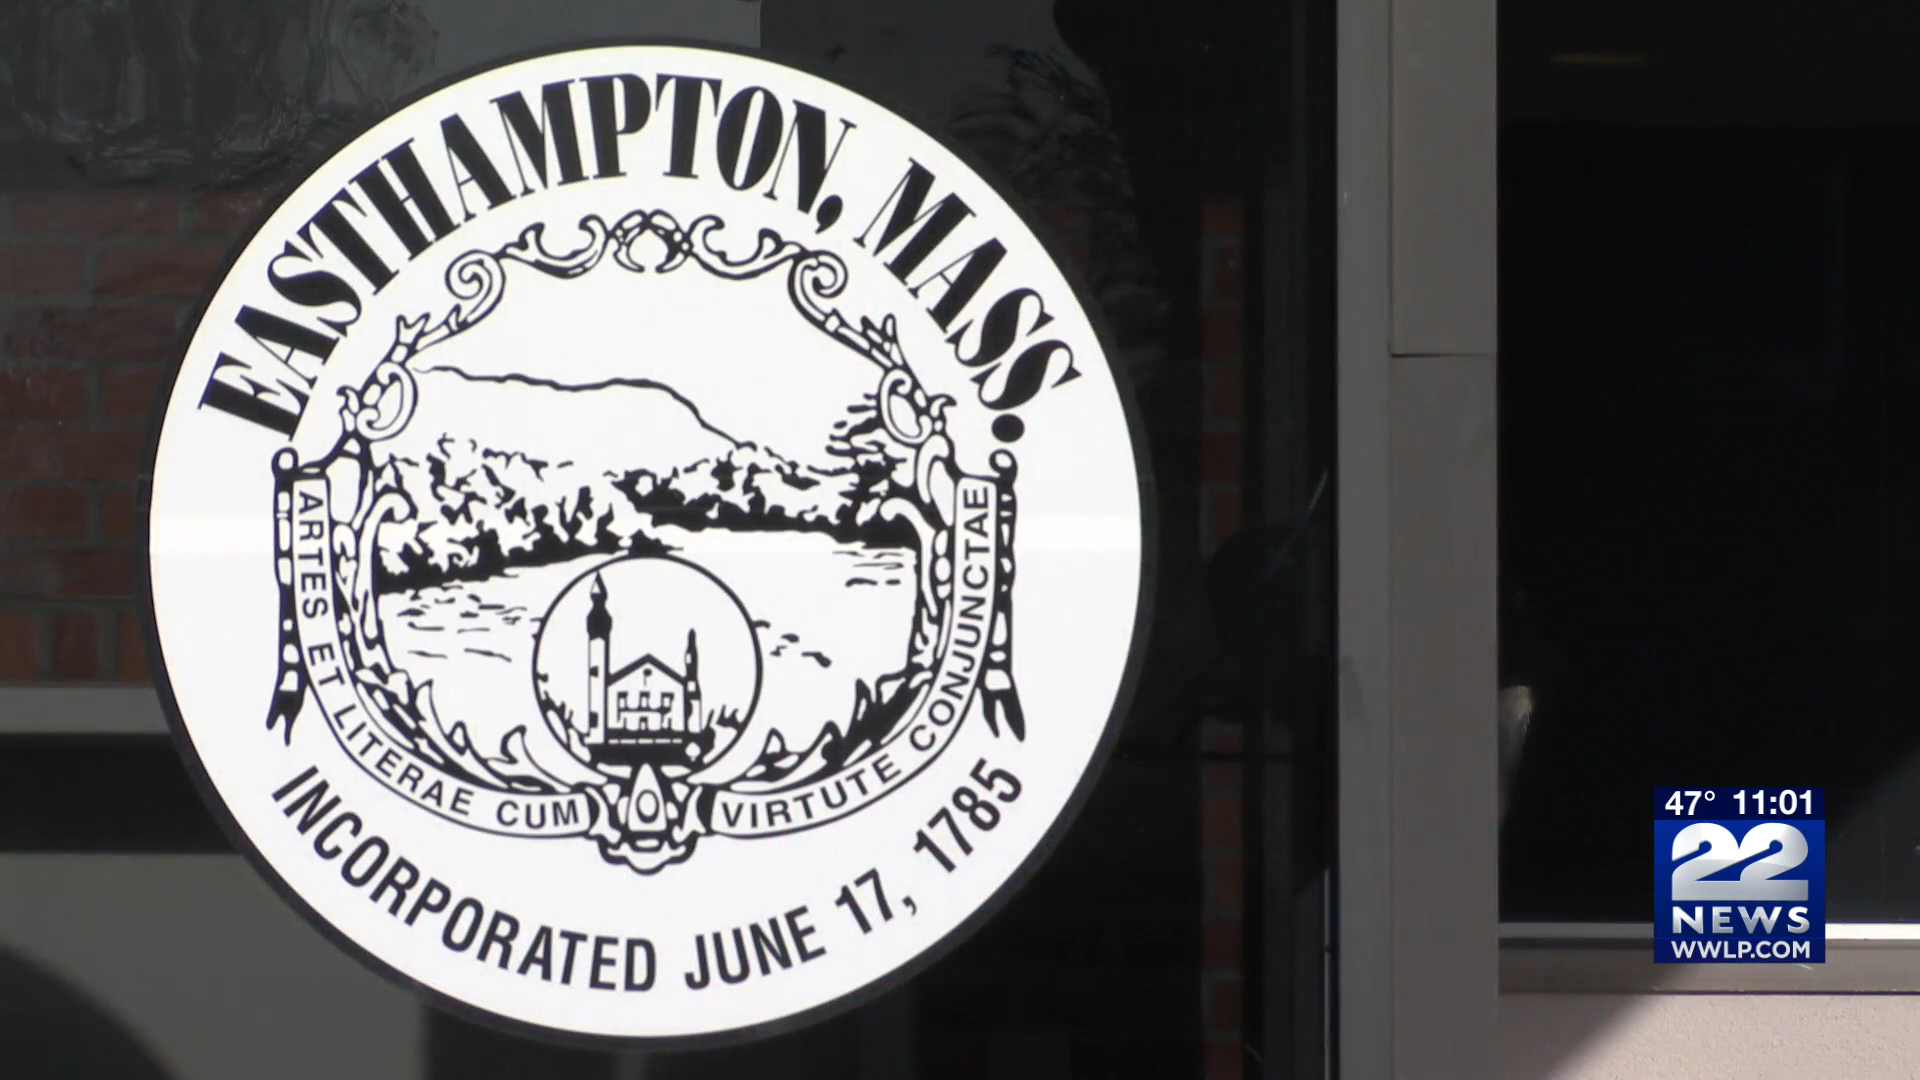 EASTHAMPTON, MASS.
ARTES ET LITERAE CUM VIRTUTE CONJUNCTAE
INCORPORATED JUNE 17, 1785
47° 11:01
22
NEWS
WWLP.COM